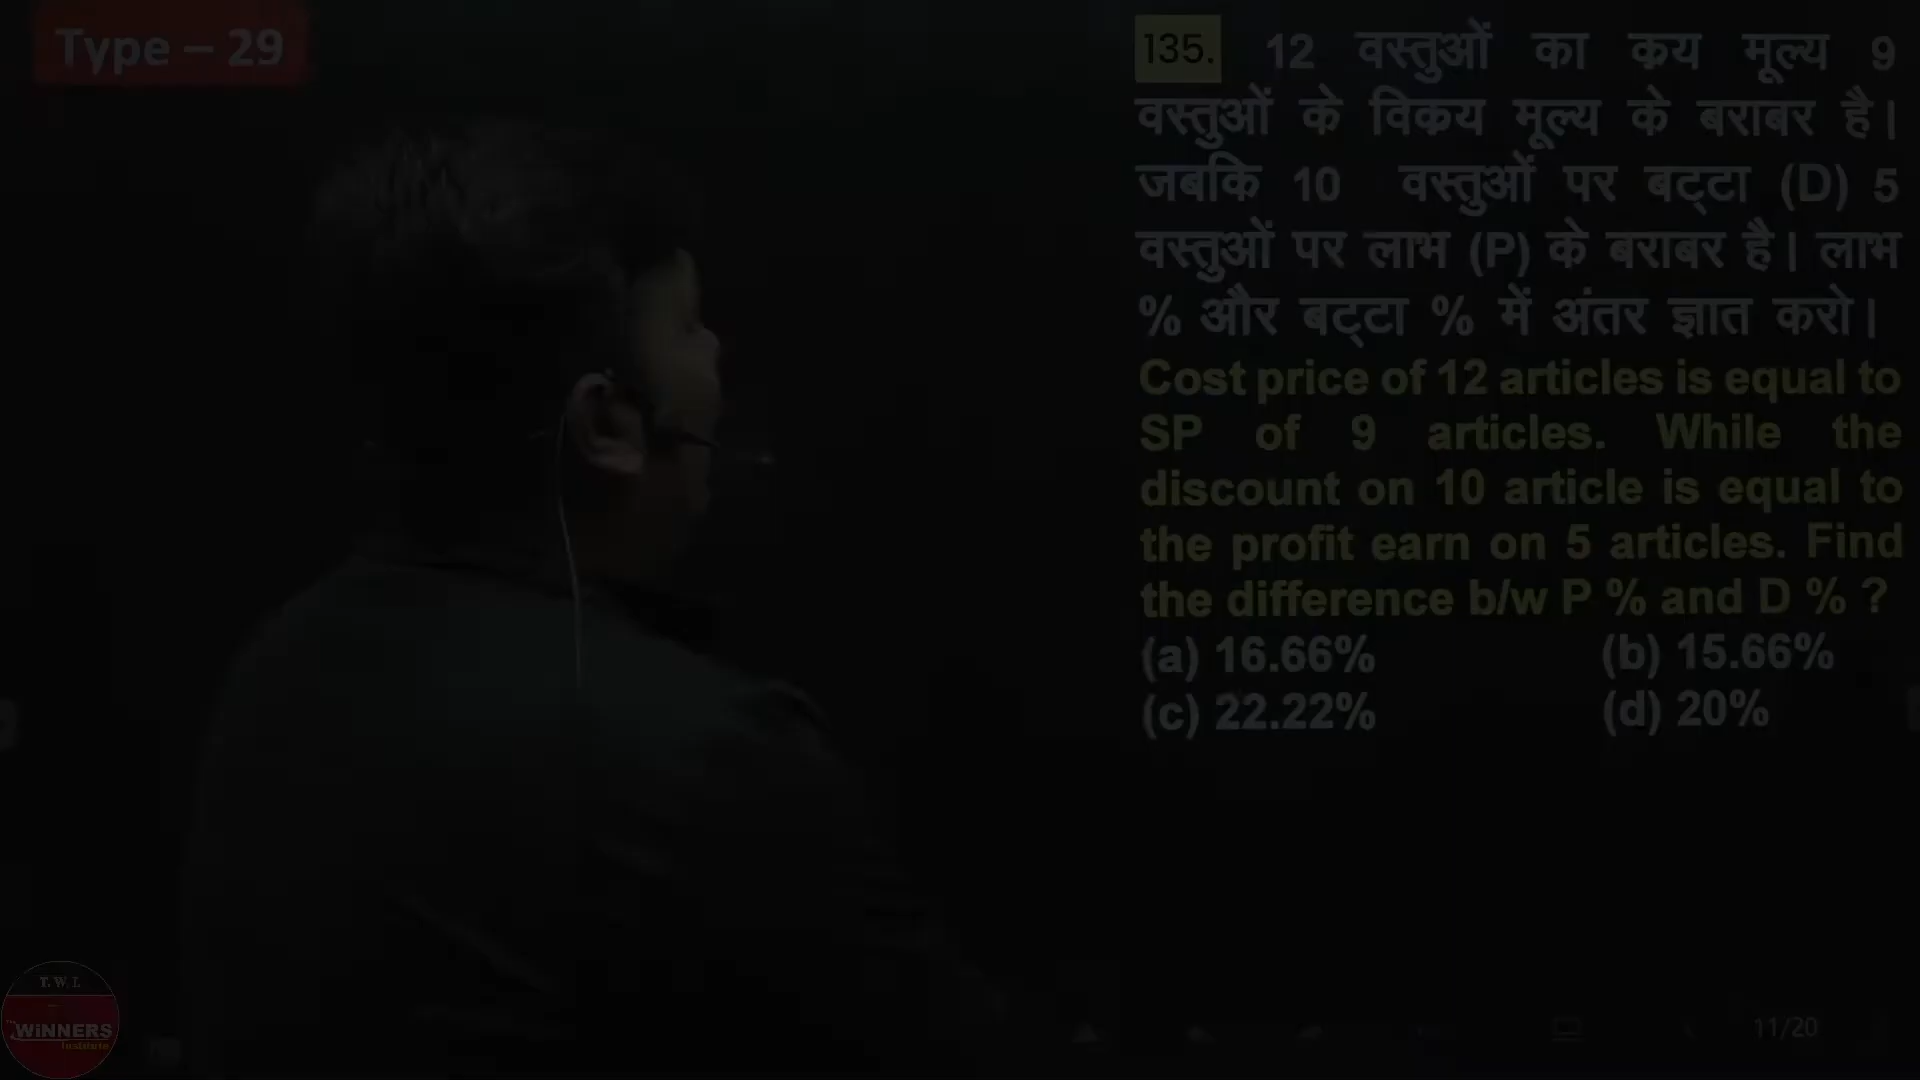 Type – 29
135. 12 वस्तुओं का क्रय मूल्य 9
वस्तुओं के विक्रय मूल्य के बराबर है।
जबकि 10 वस्तुओं पर बट्टा (D) 5
वस्तुओं पर लाभ (P) के बराबर है। लाभ
% और बट्टा % में अंतर ज्ञात करो।
Cost price of 12 articles is equal to
SP of 9 articles. While the
discount on 10 article is equal to
the profit earn on 5 articles. Find
the difference b/w P % and D % ?
(a) 16.66% (b) 15.66%
(c) 22.22% (d) 20%
T.W.I.
The WiNNERS
Institute
11/20